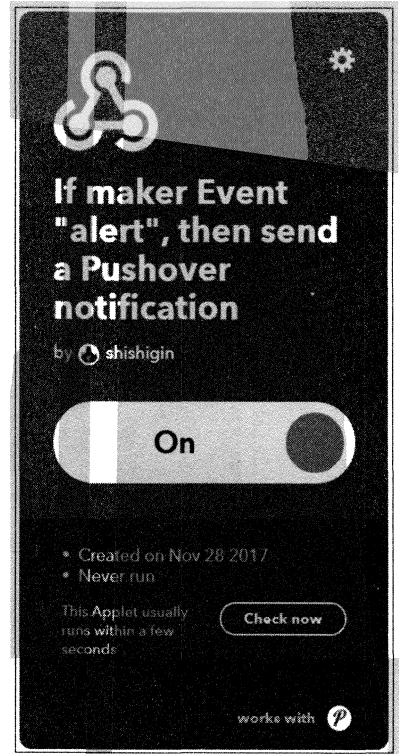 If maker Event
"alert", then send
a Pushover
notification
by shishigin
On
• Created on Nov 28 2017
• Never run
This Applet usually
runs within a few
seconds
Check now
works with